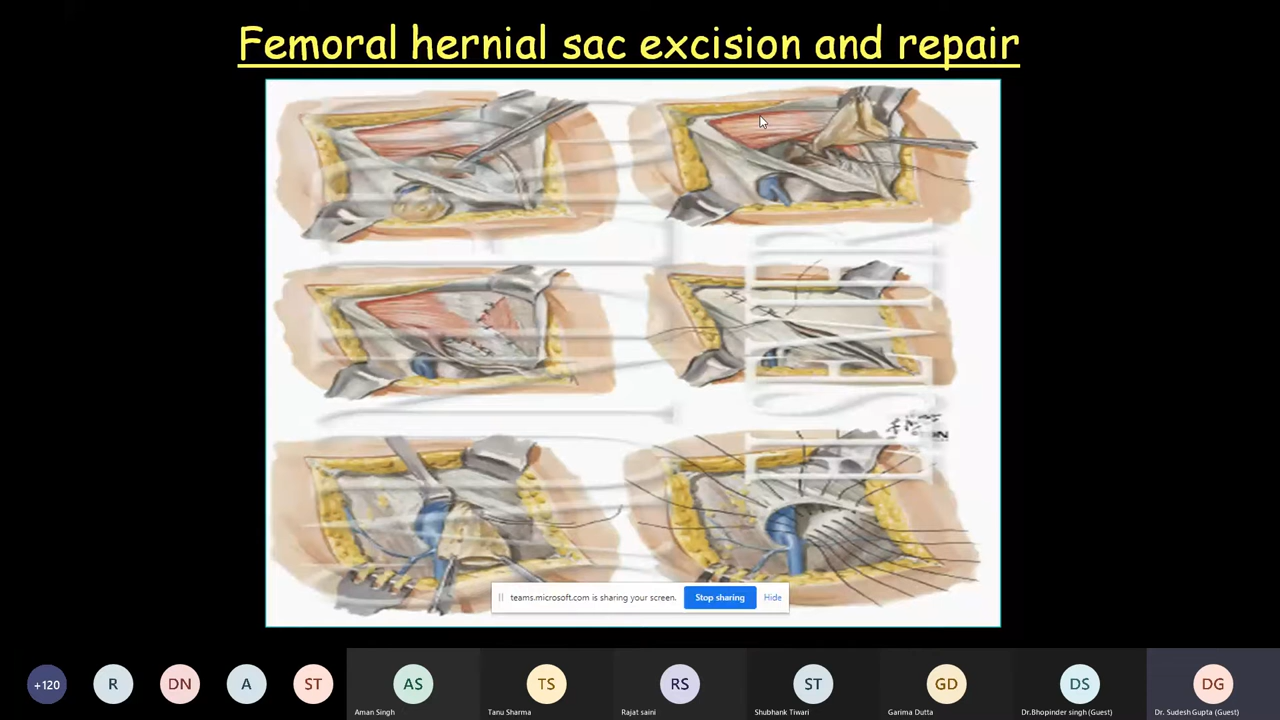 Femoral hernial sac excision and repair
teams.microsoft.com is sharing your screen.
Stop sharing
Hide
+120
R
DN
A
ST
AS
TS
RS
ST
GD
DS
DG
Aman Singh
Tanu Sharma
Rajat saini
Shubhank Tiwari
Garima Dutta
Dr.Bhopinder singh (Guest)
Dr. Sudesh Gupta (Guest)